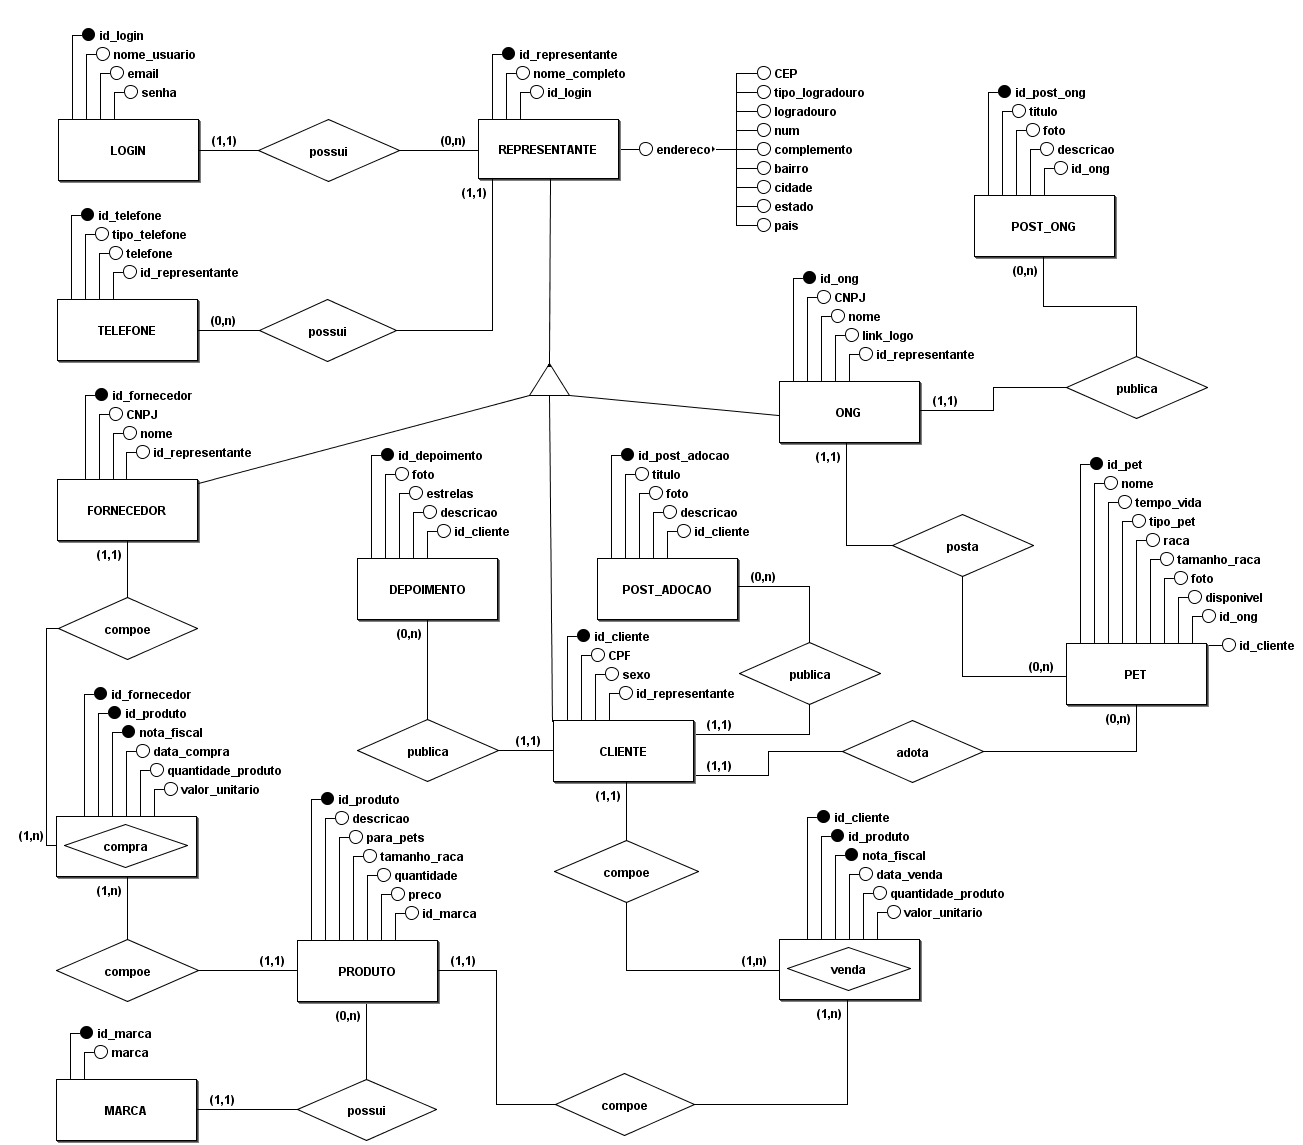 id_login
nome_usuario
email
senha
LOGIN
(1,1)
possui
(0,n)
id_representante
nome_completo
id_login
REPRESENTANTE
(1,1)
endereco
CEP
tipo_logradouro
logradouro
num
complemento
bairro
cidade
estado
pais
id_post_ong
titulo
foto
descricao
id_ong
POST_ONG
(0,n)
id_telefone
tipo_telefone
telefone
id_representante
TELEFONE
(0,n)
possui
id_ong
CNPJ
nome
link_logo
id_representante
ONG
(1,1)
publica
(1,1)
id_fornecedor
CNPJ
nome
id_representante
FORNECEDOR
(1,1)
compoe
id_depoimento
foto
estrelas
descricao
id_cliente
DEPOIMENTO
(0,n)
id_post_adocao
titulo
foto
descricao
id_cliente
POST_ADOCAO
(0,n)
publica
posta
id_pet
nome
tempo_vida
tipo_pet
raca
tamanho_raca
foto
disponivel
id_ong
id_cliente
(0,n)
PET
(0,n)
id_cliente
CPF
sexo
id_representante
publica
(1,1)
CLIENTE
(1,1)
(1,1)
adota
(1,1)
id_fornecedor
id_produto
nota_fiscal
data_compra
quantidade_produto
valor_unitario
(1,n)
compra
(1,n)
compoe
(1,1)
id_produto
descricao
para_pets
tamanho_raca
quantidade
preco
id_marca
PRODUTO
(1,1)
(0,n)
compoe
id_cliente
id_produto
nota_fiscal
data_venda
quantidade_produto
valor_unitario
(1,n)
venda
(1,n)
id_marca
marca
MARCA
(1,1)
possui
compoe